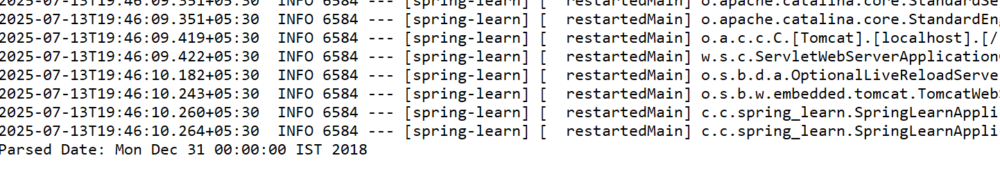 2025-07-13T19:46:09.351+05:30  INFO 6584 --- [spring-learn] [  restartedMain] o.apache.catalina.core.StandardSe
2025-07-13T19:46:09.351+05:30  INFO 6584 --- [spring-learn] [  restartedMain] o.apache.catalina.core.StandardEng
2025-07-13T19:46:09.419+05:30  INFO 6584 --- [spring-learn] [  restartedMain] o.a.c.c.C.[Tomcat].[localhost].[/
2025-07-13T19:46:09.422+05:30  INFO 6584 --- [spring-learn] [  restartedMain] w.s.c.ServletWebServerApplicationC
2025-07-13T19:46:10.182+05:30  INFO 6584 --- [spring-learn] [  restartedMain] o.s.b.d.a.OptionalLiveReloadServe
2025-07-13T19:46:10.243+05:30  INFO 6584 --- [spring-learn] [  restartedMain] o.s.b.w.embedded.tomcat.TomcatWebS
2025-07-13T19:46:10.260+05:30  INFO 6584 --- [spring-learn] [  restartedMain] c.c.spring_learn.SpringLearnAppli
2025-07-13T19:46:10.264+05:30  INFO 6584 --- [spring-learn] [  restartedMain] c.c.spring_learn.SpringLearnAppli
Parsed Date: Mon Dec 31 00:00:00 IST 2018